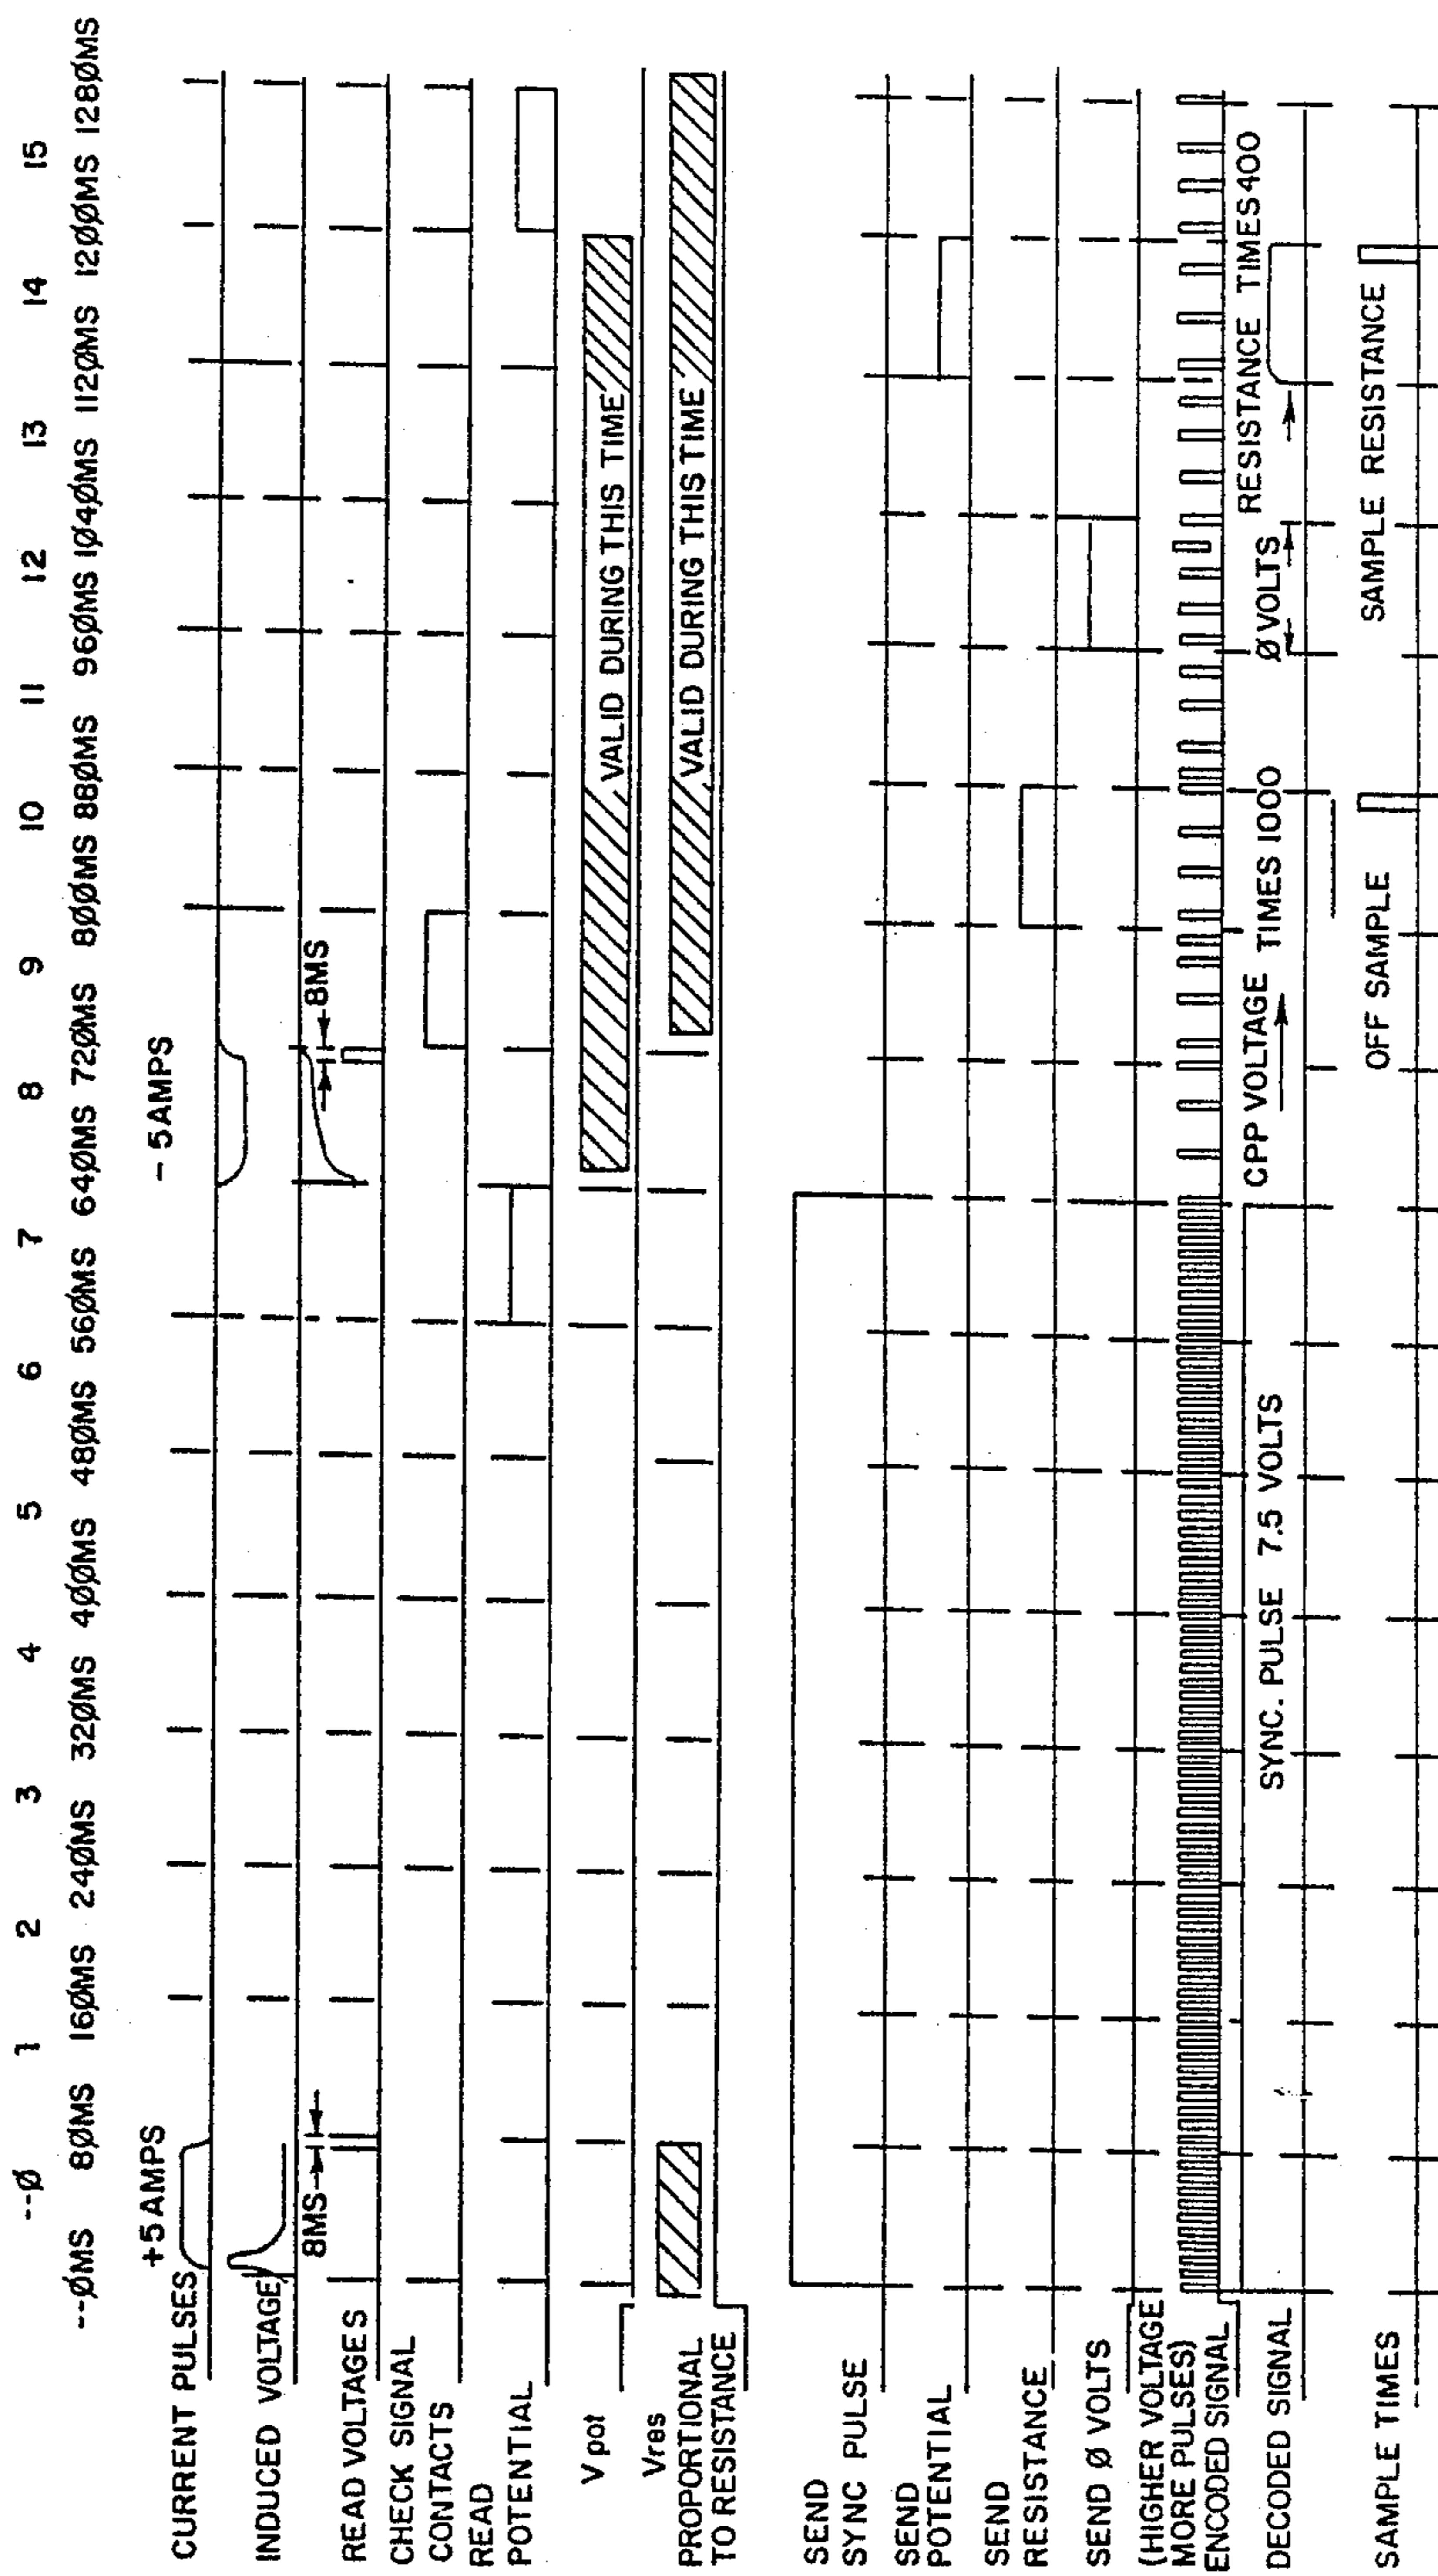 --Ø 1 2 3 4 5 6 7 8 9 10 11 12 13 14 15
--ØMS 8ØMS 16ØMS 24ØMS 32ØMS 4ØØMS 48ØMS 56ØMS 64ØMS 72ØMS 8ØØMS 88ØMS 96ØMS 1Ø4ØMS 112ØMS 12ØØMS 128ØMS
+5 AMPS
- 5 AMPS
CURRENT PULSES
INDUCED VOLTAGE
8MS
8MS
READ VOLTAGES
CHECK SIGNAL
CONTACTS
READ
POTENTIAL
V pot
VALID DURING THIS TIME
Vres
PROPORTIONAL
TO RESISTANCE
VALID DURING THIS TIME
SEND
SYNC PULSE
SEND
POTENTIAL
SEND
RESISTANCE
SEND Ø VOLTS
(HIGHER VOLTAGE
MORE PULSES)
ENCODED SIGNAL
DECODED SIGNAL
SYNC. PULSE 7.5 VOLTS
CPP VOLTAGE TIMES 1000
Ø VOLTS
RESISTANCE TIMES 400
SAMPLE TIMES
OFF SAMPLE
SAMPLE RESISTANCE